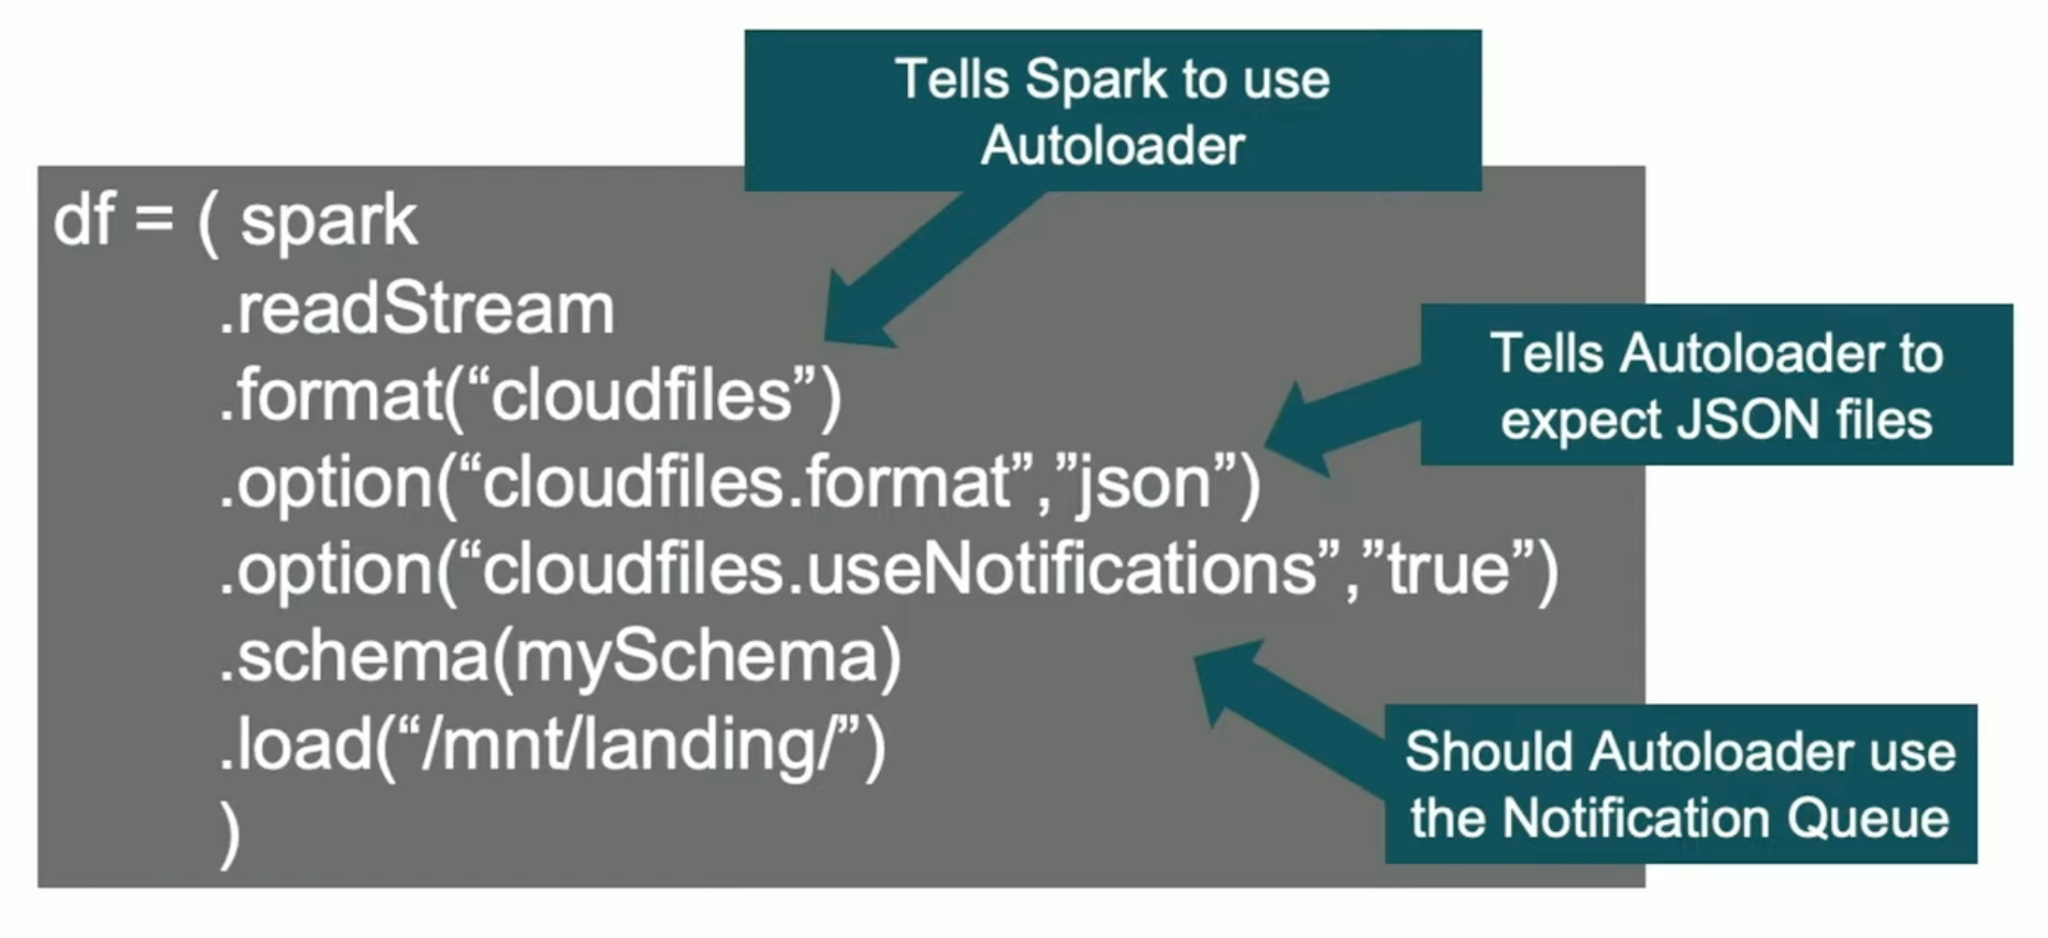 Tells Spark to use
Autoloader
df = ( spark
.readStream
.format(“cloudfiles”)
.option(“cloudfiles.format”,”json”)
.option(“cloudfiles.useNotifications”,”true”)
.schema(mySchema)
.load(“/mnt/landing/”)
)
Tells Autoloader to
expect JSON files
Should Autoloader use
the Notification Queue